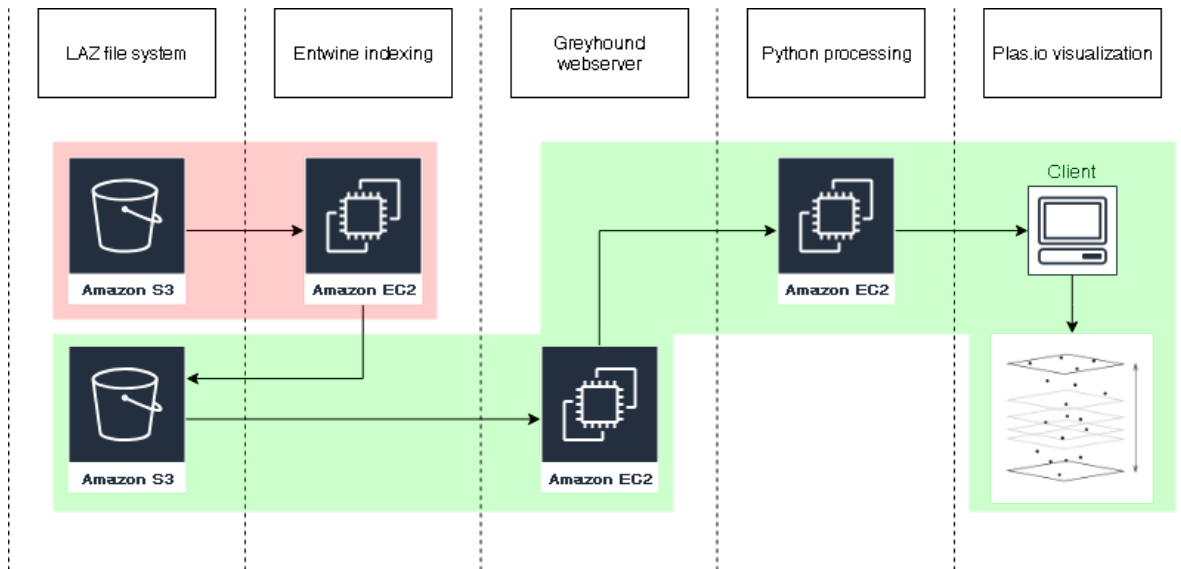 LAZ file system
Entwine indexing
Greyhound
webserver
Python processing
Plas.io visualization
Client
Amazon S3
Amazon EC2
Amazon EC2
Amazon S3
Amazon EC2